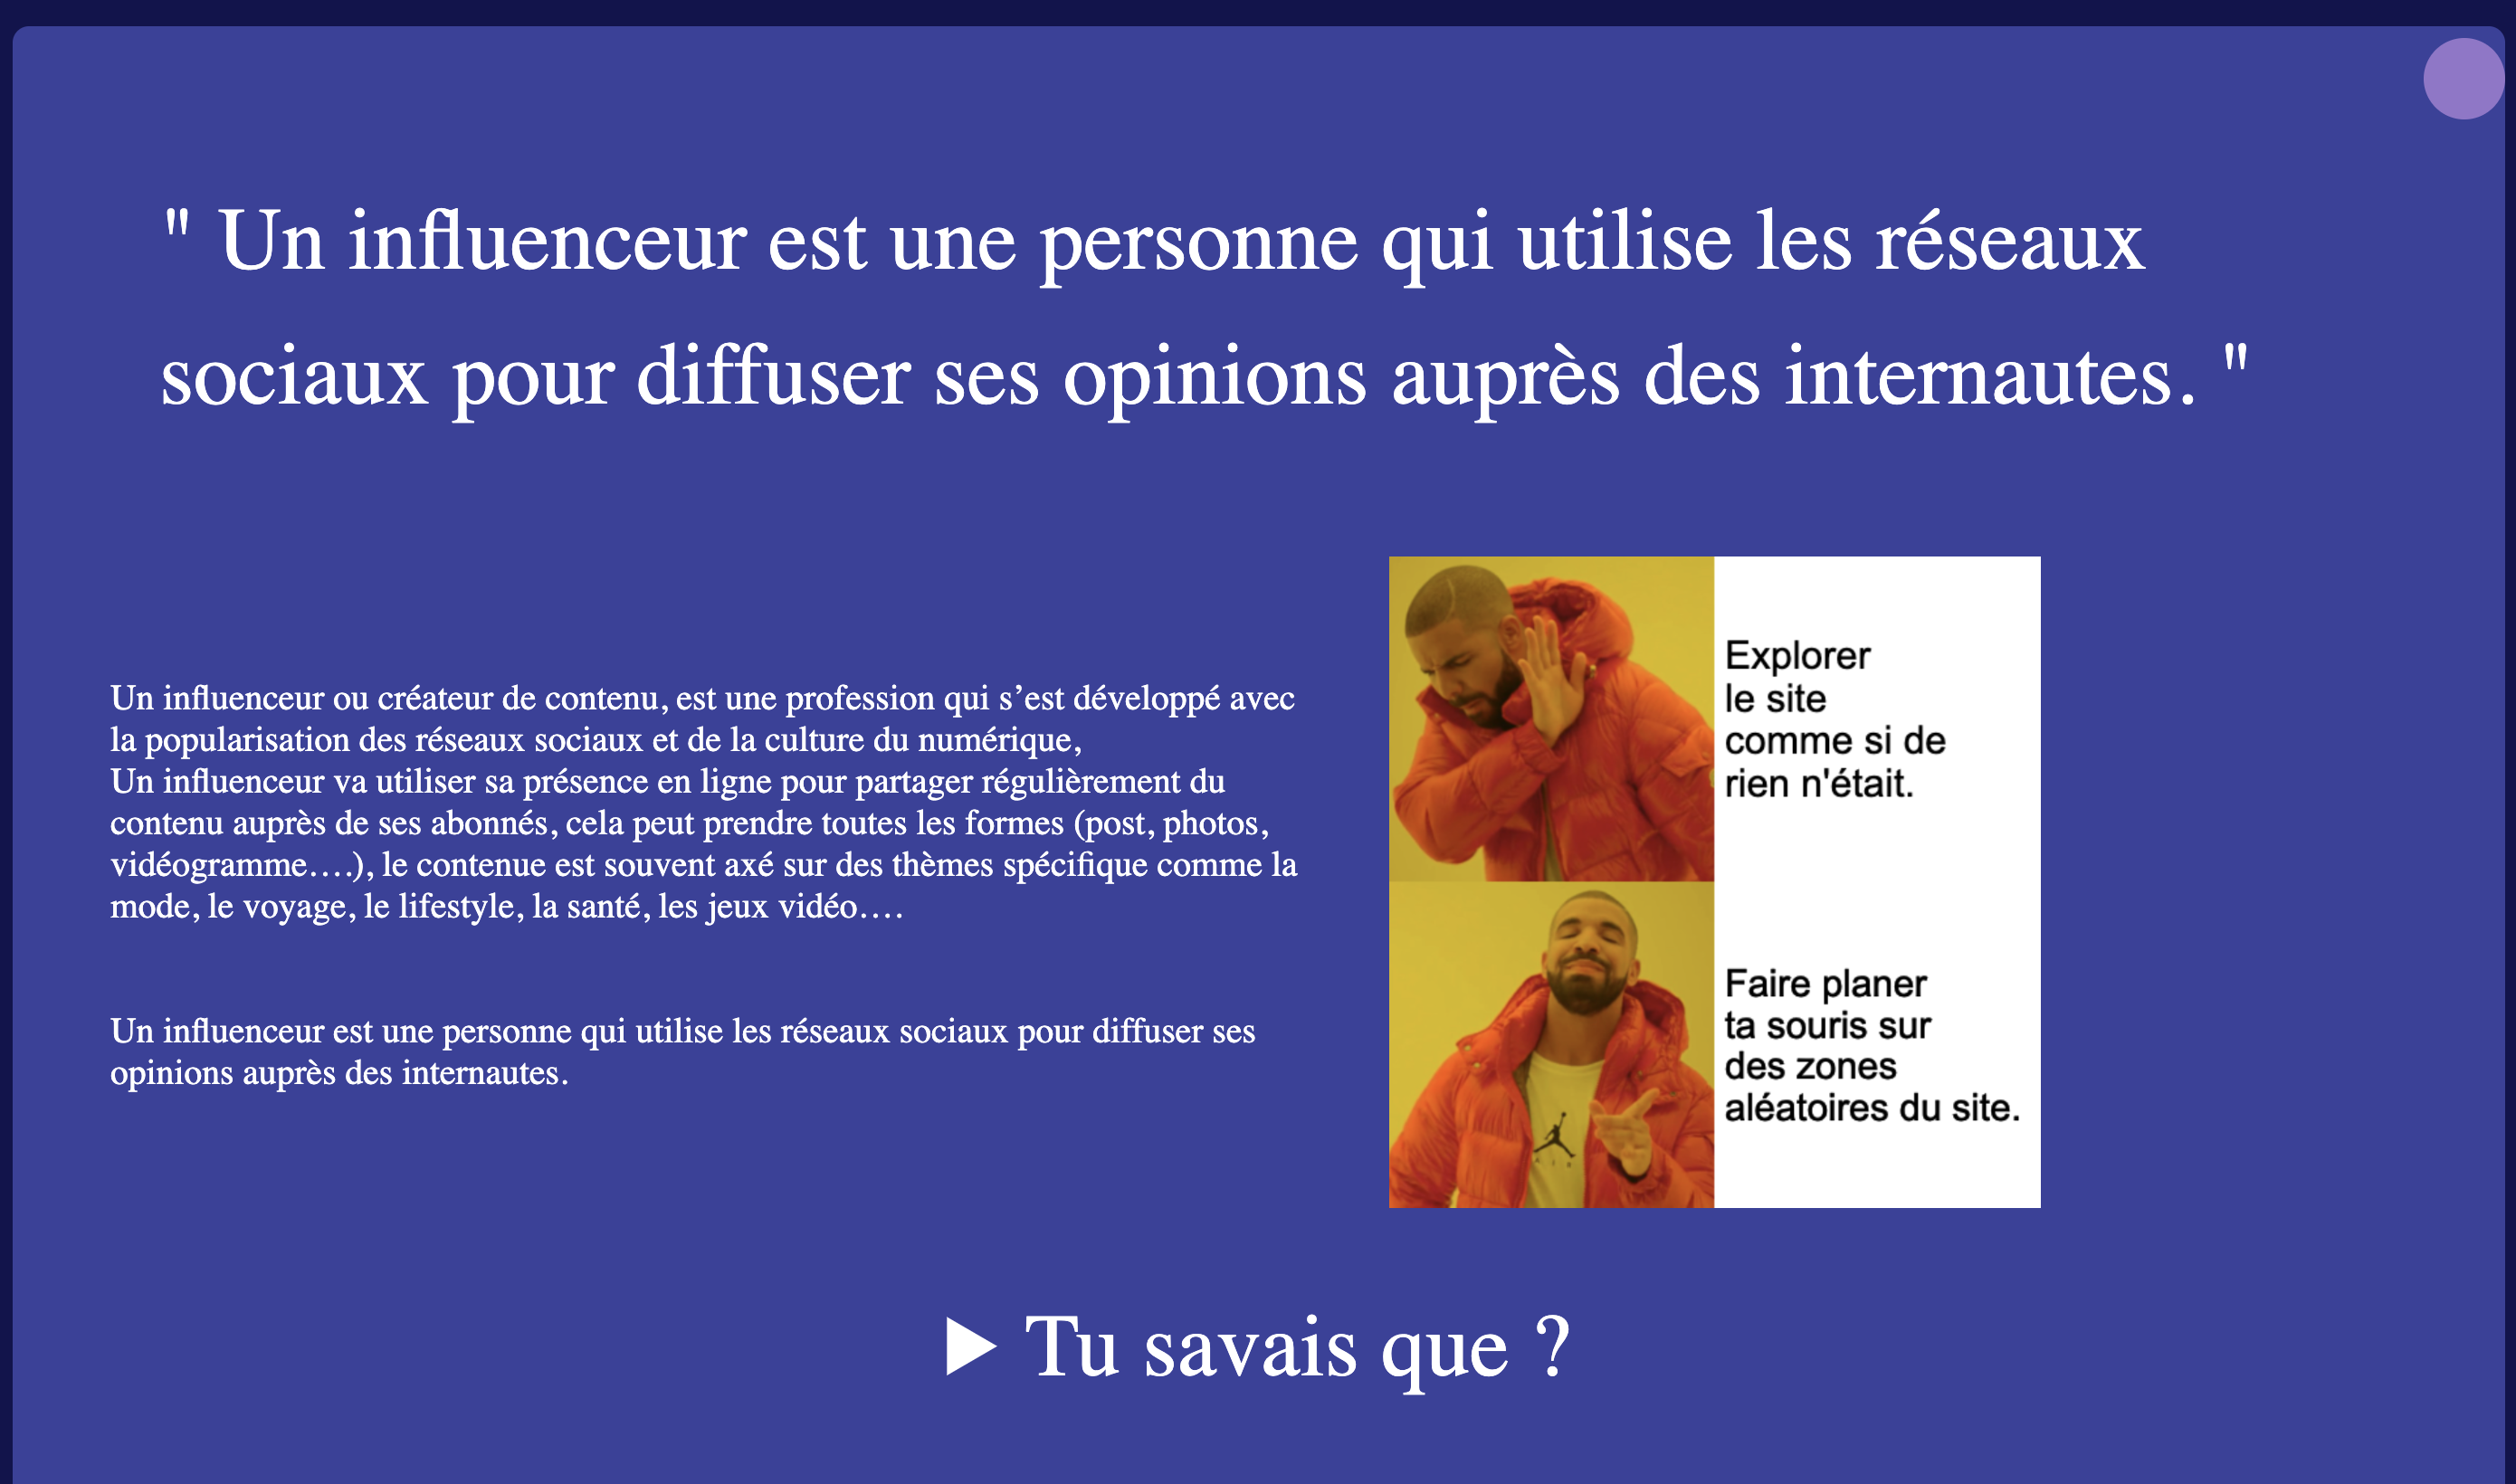 " Un influenceur est une personne qui utilise les réseaux
sociaux pour diffuser ses opinions auprès des internautes. "
Un influenceur ou créateur de contenu, est une profession qui s’est développé avec
la popularisation des réseaux sociaux et de la culture du numérique,
Un influenceur va utiliser sa présence en ligne pour partager régulièrement du
contenu auprès de ses abonnés, cela peut prendre toutes les formes (post, photos,
vidéogramme….), le contenue est souvent axé sur des thèmes spécifique comme la
mode, le voyage, le lifestyle, la santé, les jeux vidéo….
Un influenceur est une personne qui utilise les réseaux sociaux pour diffuser ses
opinions auprès des internautes.
Explorer
le site
comme si de
rien n'était.
Faire planer
ta souris sur
des zones
aléatoires du site.
▶ Tu savais que ?